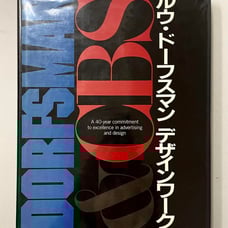 DORFSMAN
& CBS
A 40-year commitment
to excellence in advertising
and design
ルウ・ドーフスマン デザインワーク